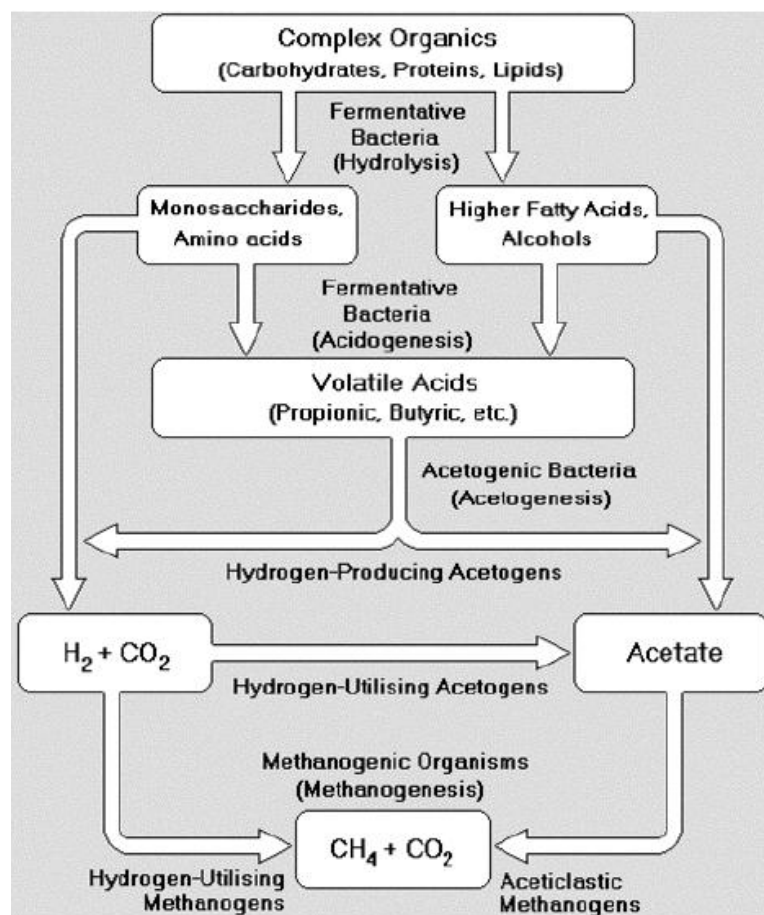 Complex Organics
(Carbohydrates, Proteins, Lipids)
Fermentative
Bacteria
(Hydrolysis)
Monosaccharides,
Amino acids
Higher Fatty Acids,
Alcohols
Fermentative
Bacteria
(Acidogenesis)
Volatile Acids
(Propionic, Butyric, etc.)
Acetogenic Bacteria
(Acetogenesis)
Hydrogen-Producing Acetogens
H₂ + CO₂
Acetate
Hydrogen-Utilising Acetogens
Methanogenic Organisms
(Methanogenesis)
CH₄ + CO₂
Hydrogen-Utilising
Methanogens
Aceticlastic
Methanogens